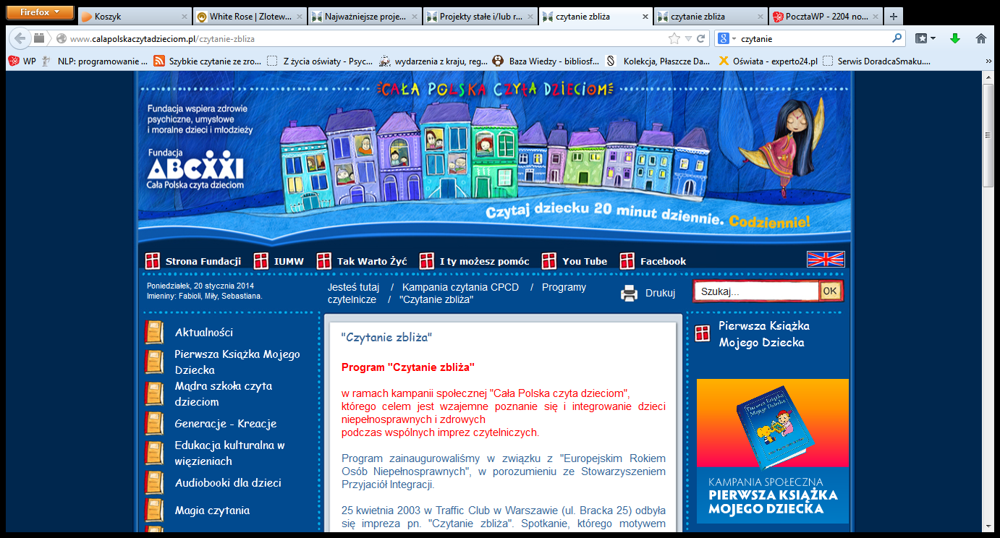 Firefox
Koszyk
White Rose | Zlotew...
Najważniejsze proje...
Projekty stałe i/lub r...
czytanie zbliża
czytanie zbliża
PocztaWP - 2204 no...
www.calapolskaczytadzieciom.pl/czytanie-zbliza
czytanie
WP
NLP: programowanie ...
Szybkie czytanie ze zro...
Z życia oświaty - Psyc...
wydarzenia z kraju, reg...
Baza Wiedzy - bibliosf...
Kolekcja, Płaszcze Da...
Oświata - experto24.pl
Serwis DoradcaSmaku....
CAŁA POLSKA CZYTA DZIECIOM
Fundacja wspiera zdrowie
psychiczne, umysłowe
i moralne dzieci i młodzieży
Fundacja
ABCXXI
Cała Polska czyta dzieciom
Czytaj dziecku 20 minut dziennie. Codziennie!
Strona Fundacji
IUMW
Tak Warto Żyć
I ty możesz pomóc
You Tube
Facebook
Poniedziałek, 20 stycznia 2014
Imieniny: Fabioli, Miły, Sebastiana.
Jesteś tutaj / Kampania czytania CPCD / Programy
czytelnicze / "Czytanie zbliża"
Drukuj
Szukaj...
OK
Aktualności
Pierwsza Książka Mojego
Dziecka
Mądra szkoła czyta
dzieciom
Generacje - Kreacje
Edukacja kulturalna w
więzieniach
Audiobooki dla dzieci
Magia czytania
"Czytanie zbliża"
Program "Czytanie zbliża"
w ramach kampanii społecznej "Cała Polska czyta dzieciom",
którego celem jest wzajemne poznanie się i integrowanie dzieci
niepełnosprawnych i zdrowych
podczas wspólnych imprez czytelniczych.
Program zainaugurowaliśmy w związku z "Europejskim Rokiem
Osób Niepełnosprawnych", w porozumieniu ze Stowarzyszeniem
Przyjaciół Integracji.
25 kwietnia 2003 w Traffic Club w Warszawie (ul. Bracka 25) odbyła
się impreza pn. "Czytanie zbliża". Spotkanie, którego motywem
Pierwsza Książka
Mojego Dziecka
Pierwsza Książka
Mojego Dziecka
KAMPANIA SPOŁECZNA
PIERWSZA KSIĄŻKA
MOJEGO DZIECKA